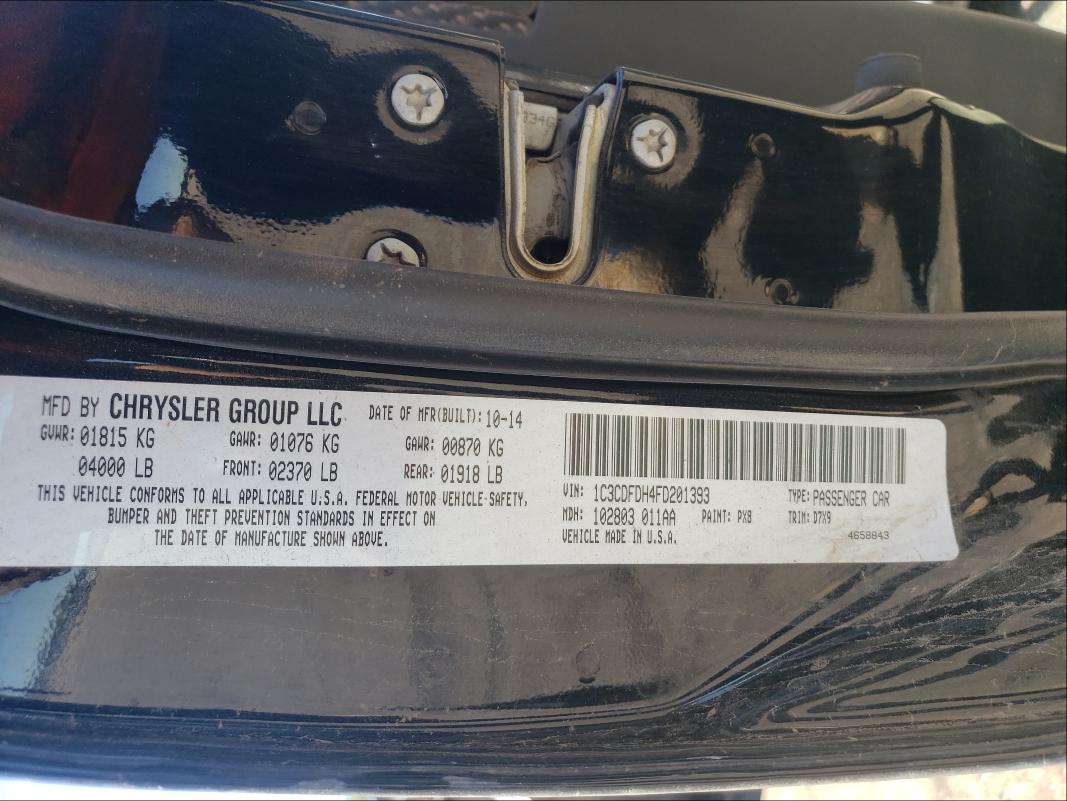 MFD BY CHRYSLER GROUP LLC DATE OF MFR(BUILT): 10-14
GVWR: 01815 KG GAWR: 01076 KG GAWR: 00870 KG
04000 LB FRONT: 02370 LB REAR: 01918 LB
THIS VEHICLE CONFORMS TO ALL APPLICABLE U.S.A. FEDERAL MOTOR VEHICLE-SAFETY,
BUMPER AND THEFT PREVENTION STANDARDS IN EFFECT ON
THE DATE OF MANUFACTURE SHOWN ABOVE.
VIN: 1C3CDFDH4FD201393 TYPE: PASSENGER CAR
MDH: 102803 011AA PAINT: PX8 TRIM: D7X9
VEHICLE MADE IN U.S.A. 4658843